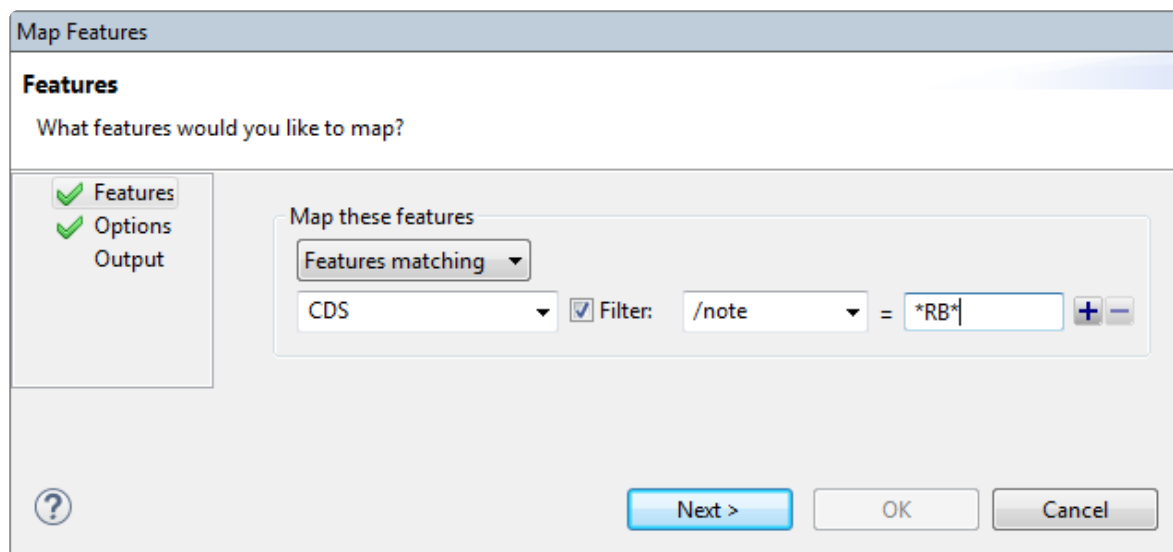 Map Features
Features
What features would you like to map?
Features
Options
Output
Map these features
Features matching
CDS Filter: /note = *RB*
Next > OK Cancel